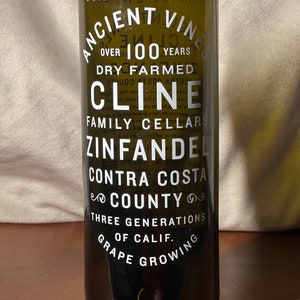 ANCIENT VINES
OVER 100 YEARS
DRY FARMED
CLINE
FAMILY CELLARS
ZINFANDEL
CONTRA COSTA
COUNTY
THREE GENERATIONS
OF CALIF.
GRAPE GROWING